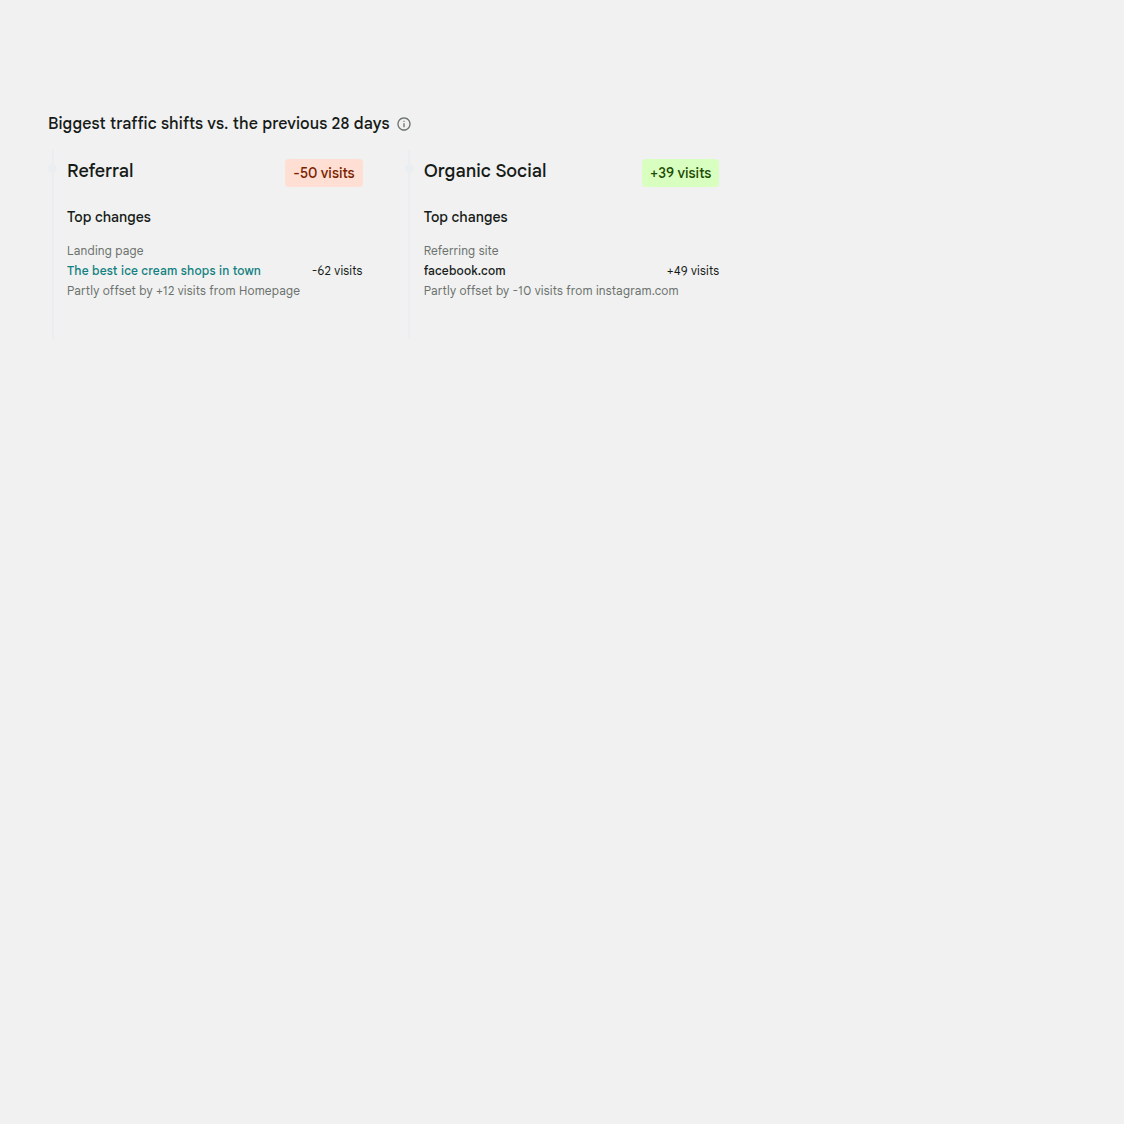 Biggest traffic shifts vs. the previous 28 days
Referral
-50 visits
Top changes
Landing page
The best ice cream shops in town
-62 visits
Partly offset by +12 visits from Homepage
Organic Social
+39 visits
Top changes
Referring site
facebook.com
+49 visits
Partly offset by -10 visits from instagram.com